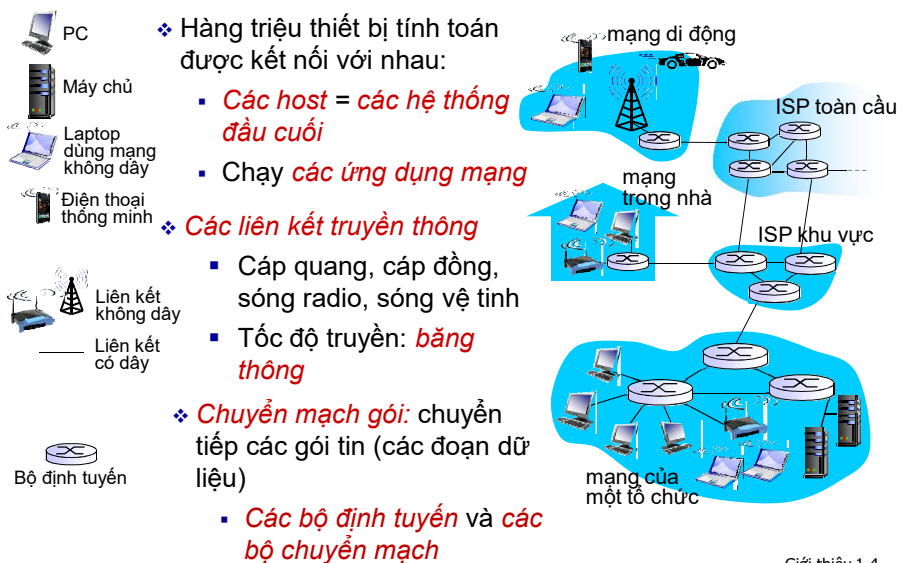 PC
Máy chủ
Laptop
dùng mạng
không dây
Điện thoại
thống minh
Liên kết
không dây
Liên kết
có dây
Bộ định tuyến
❖ Hàng triệu thiết bị tính toán
được kết nối với nhau:
▪ Các host = các hệ thống
đầu cuối
▪ Chạy các ứng dụng mạng
❖ Các liên kết truyền thông
▪ Cáp quang, cáp đồng,
sóng radio, sóng vệ tinh
▪ Tốc độ truyền: băng
thông
❖ Chuyển mạch gói: chuyển
tiếp các gói tin (các đoạn dữ
liệu)
▪ Các bộ định tuyến và các
bộ chuyển mạch
mạng di động
ISP toàn cầu
mạng
trong nhà
ISP khu vực
mạng của
một tổ chức
Giới thiệu 1-4